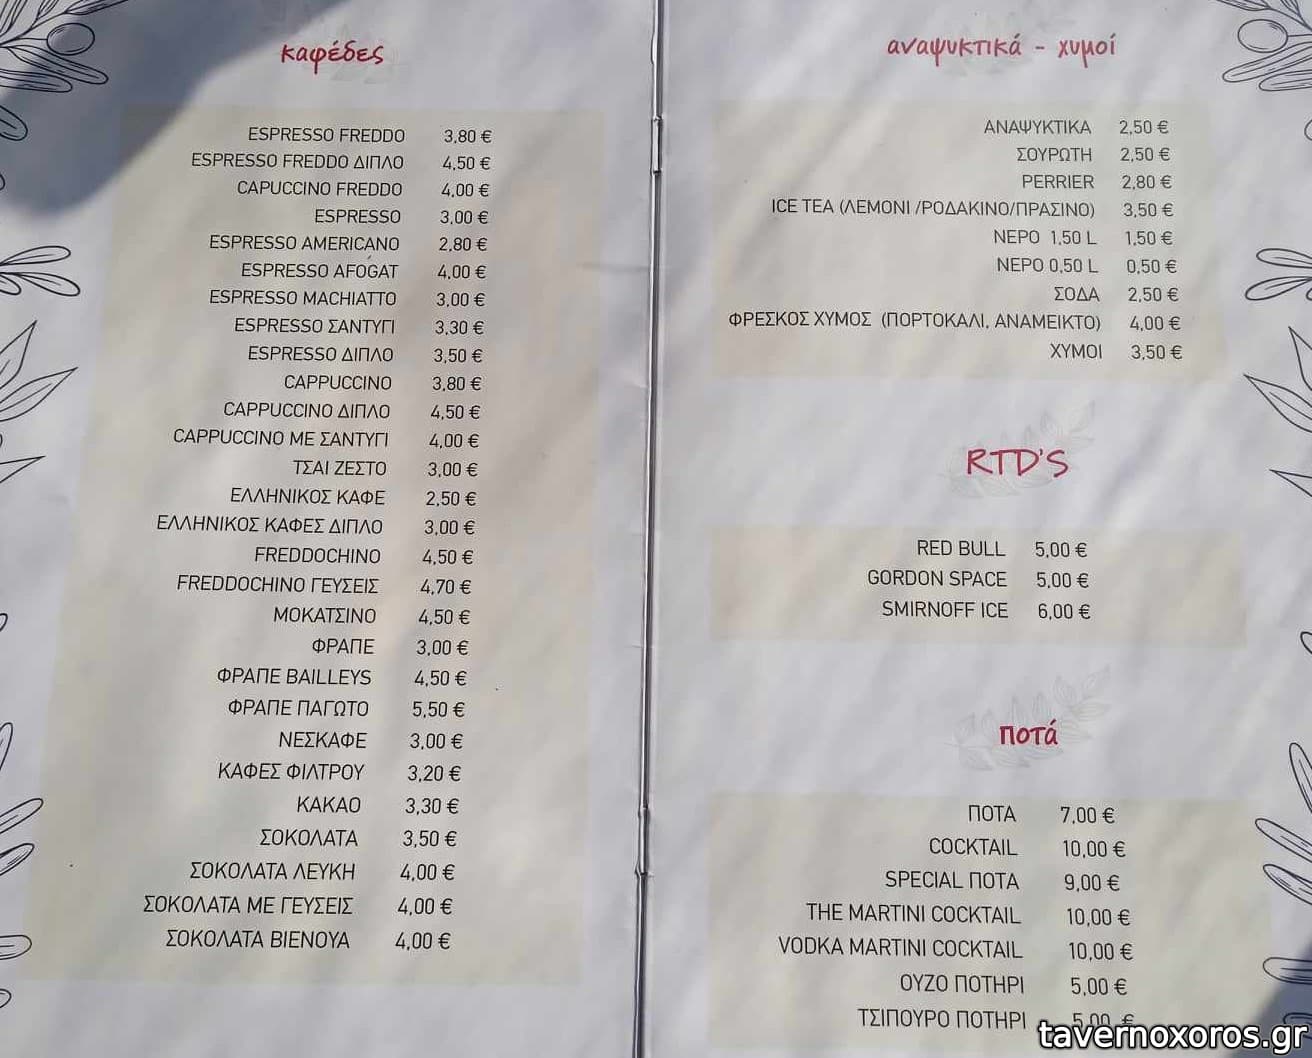 καφέδες
ESPRESSO FREDDO 3,80 €
ESPRESSO FREDDO ΔΙΠΛΟ 4,50 €
CAPUCCINO FREDDO 4,00 €
ESPRESSO 3,00 €
ESPRESSO AMERICANO 2,80 €
ESPRESSO AFOGAT 4,00 €
ESPRESSO MACHIATTO 3,00 €
ESPRESSO ΣΑΝΤΥΓΙ 3,30 €
ESPRESSO ΔΙΠΛΟ 3,50 €
CAPPUCCINO 3,80 €
CAPPUCCINO ΔΙΠΛΟ 4,50 €
CAPPUCCINO ΜΕ ΣΑΝΤΥΓΙ 4,00 €
ΤΣΑΙ ΖΕΣΤΟ 3,00 €
ΕΛΛΗΝΙΚΟΣ ΚΑΦΕ 2,50 €
ΕΛΛΗΝΙΚΟΣ ΚΑΦΕΣ ΔΙΠΛΟ 3,00 €
FREDDOCHINO 4,50 €
FREDDOCHINO ΓΕΥΣΕΙΣ 4,70 €
ΜΟΚΑΤΣΙΝΟ 4,50 €
ΦΡΑΠΕ 3,00 €
ΦΡΑΠΕ BAILLEYS 4,50 €
ΦΡΑΠΕ ΠΑΓΩΤΟ 5,50 €
ΝΕΣΚΑΦΕ 3,00 €
ΚΑΦΕΣ ΦΙΛΤΡΟΥ 3,20 €
ΚΑΚΑΟ 3,30 €
ΣΟΚΟΛΑΤΑ 3,50 €
ΣΟΚΟΛΑΤΑ ΛΕΥΚΗ 4,00 €
ΣΟΚΟΛΑΤΑ ΜΕ ΓΕΥΣΕΙΣ 4,00 €
ΣΟΚΟΛΑΤΑ ΒΙΕΝΟΥΑ 4,00 €
αναψυκτικά - χυμοί
ΑΝΑΨΥΚΤΙΚΑ 2,50 €
ΣΟΥΡΩΤΗ 2,50 €
PERRIER 2,80 €
ICE TEA (ΛΕΜΟΝΙ /ΡΟΔΑΚΙΝΟ/ΠΡΑΣΙΝΟ) 3,50 €
ΝΕΡΟ 1,50 L 1,50 €
ΝΕΡΟ 0,50 L 0,50 €
ΣΟΔΑ 2,50 €
ΦΡΕΣΚΟΣ ΧΥΜΟΣ (ΠΟΡΤΟΚΑΛΙ, ΑΝΑΜΕΙΚΤΟ) 4,00 €
ΧΥΜΟΙ 3,50 €
RTD'S
RED BULL 5,00 €
GORDON SPACE 5,00 €
SMIRNOFF ICE 6,00 €
ποτά
ΠΟΤΑ 7,00 €
COCKTAIL 10,00 €
SPECIAL ΠΟΤΑ 9,00 €
THE MARTINI COCKTAIL 10,00 €
VODKA MARTINI COCKTAIL 10,00 €
ΟΥΖΟ ΠΟΤΗΡΙ 5,00 €
ΤΣΙΠΟΥΡΟ ΠΟΤΗΡΙ 5,00 €
tavernoxoros.gr